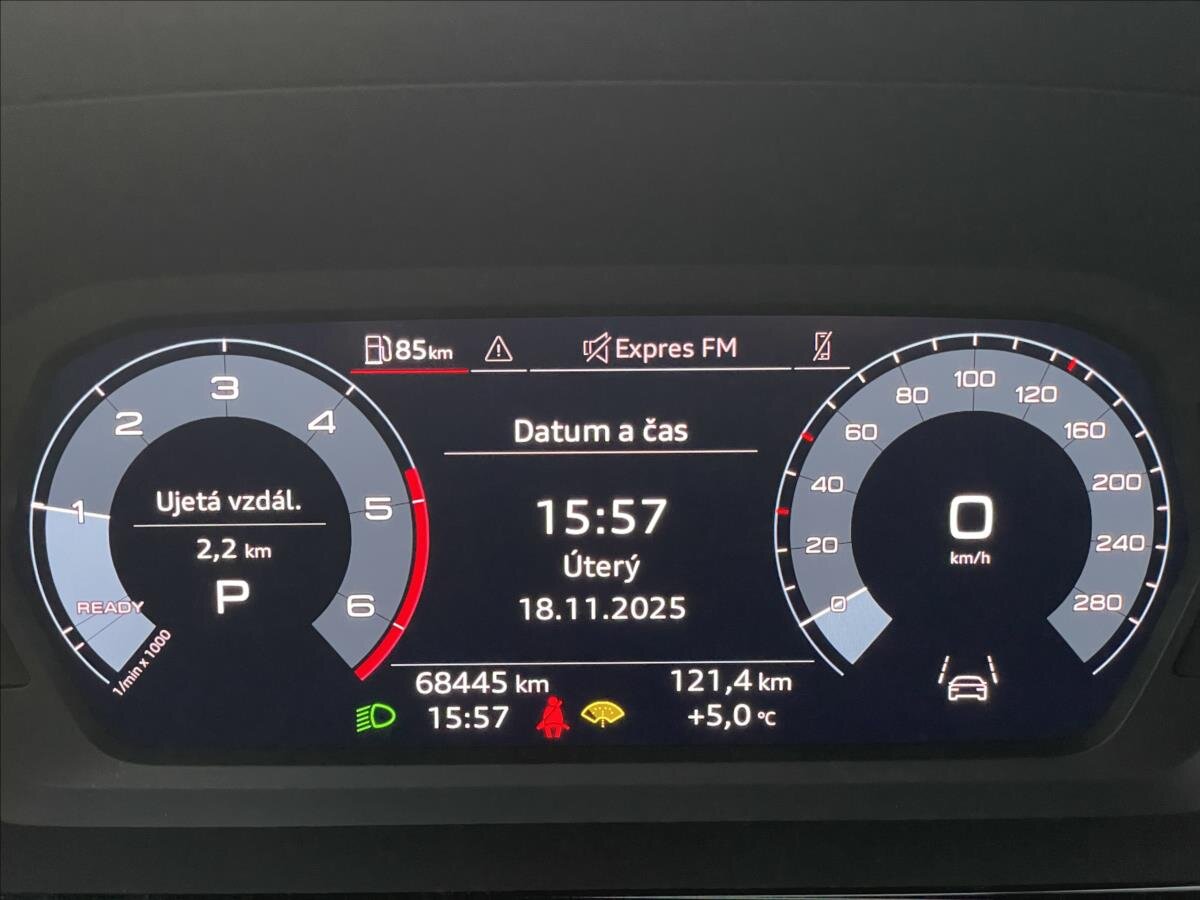 85 km
Expres FM
1
2
3
4
5
6
READY
1/min x 1000
Ujetá vzdál.
2,2 km
P
Datum a čas
15:57
Úterý
18.11.2025
0
20
40
60
80
100
120
160
200
240
280
0
km/h
68445 km
121,4 km
15:57
+5,0 °C